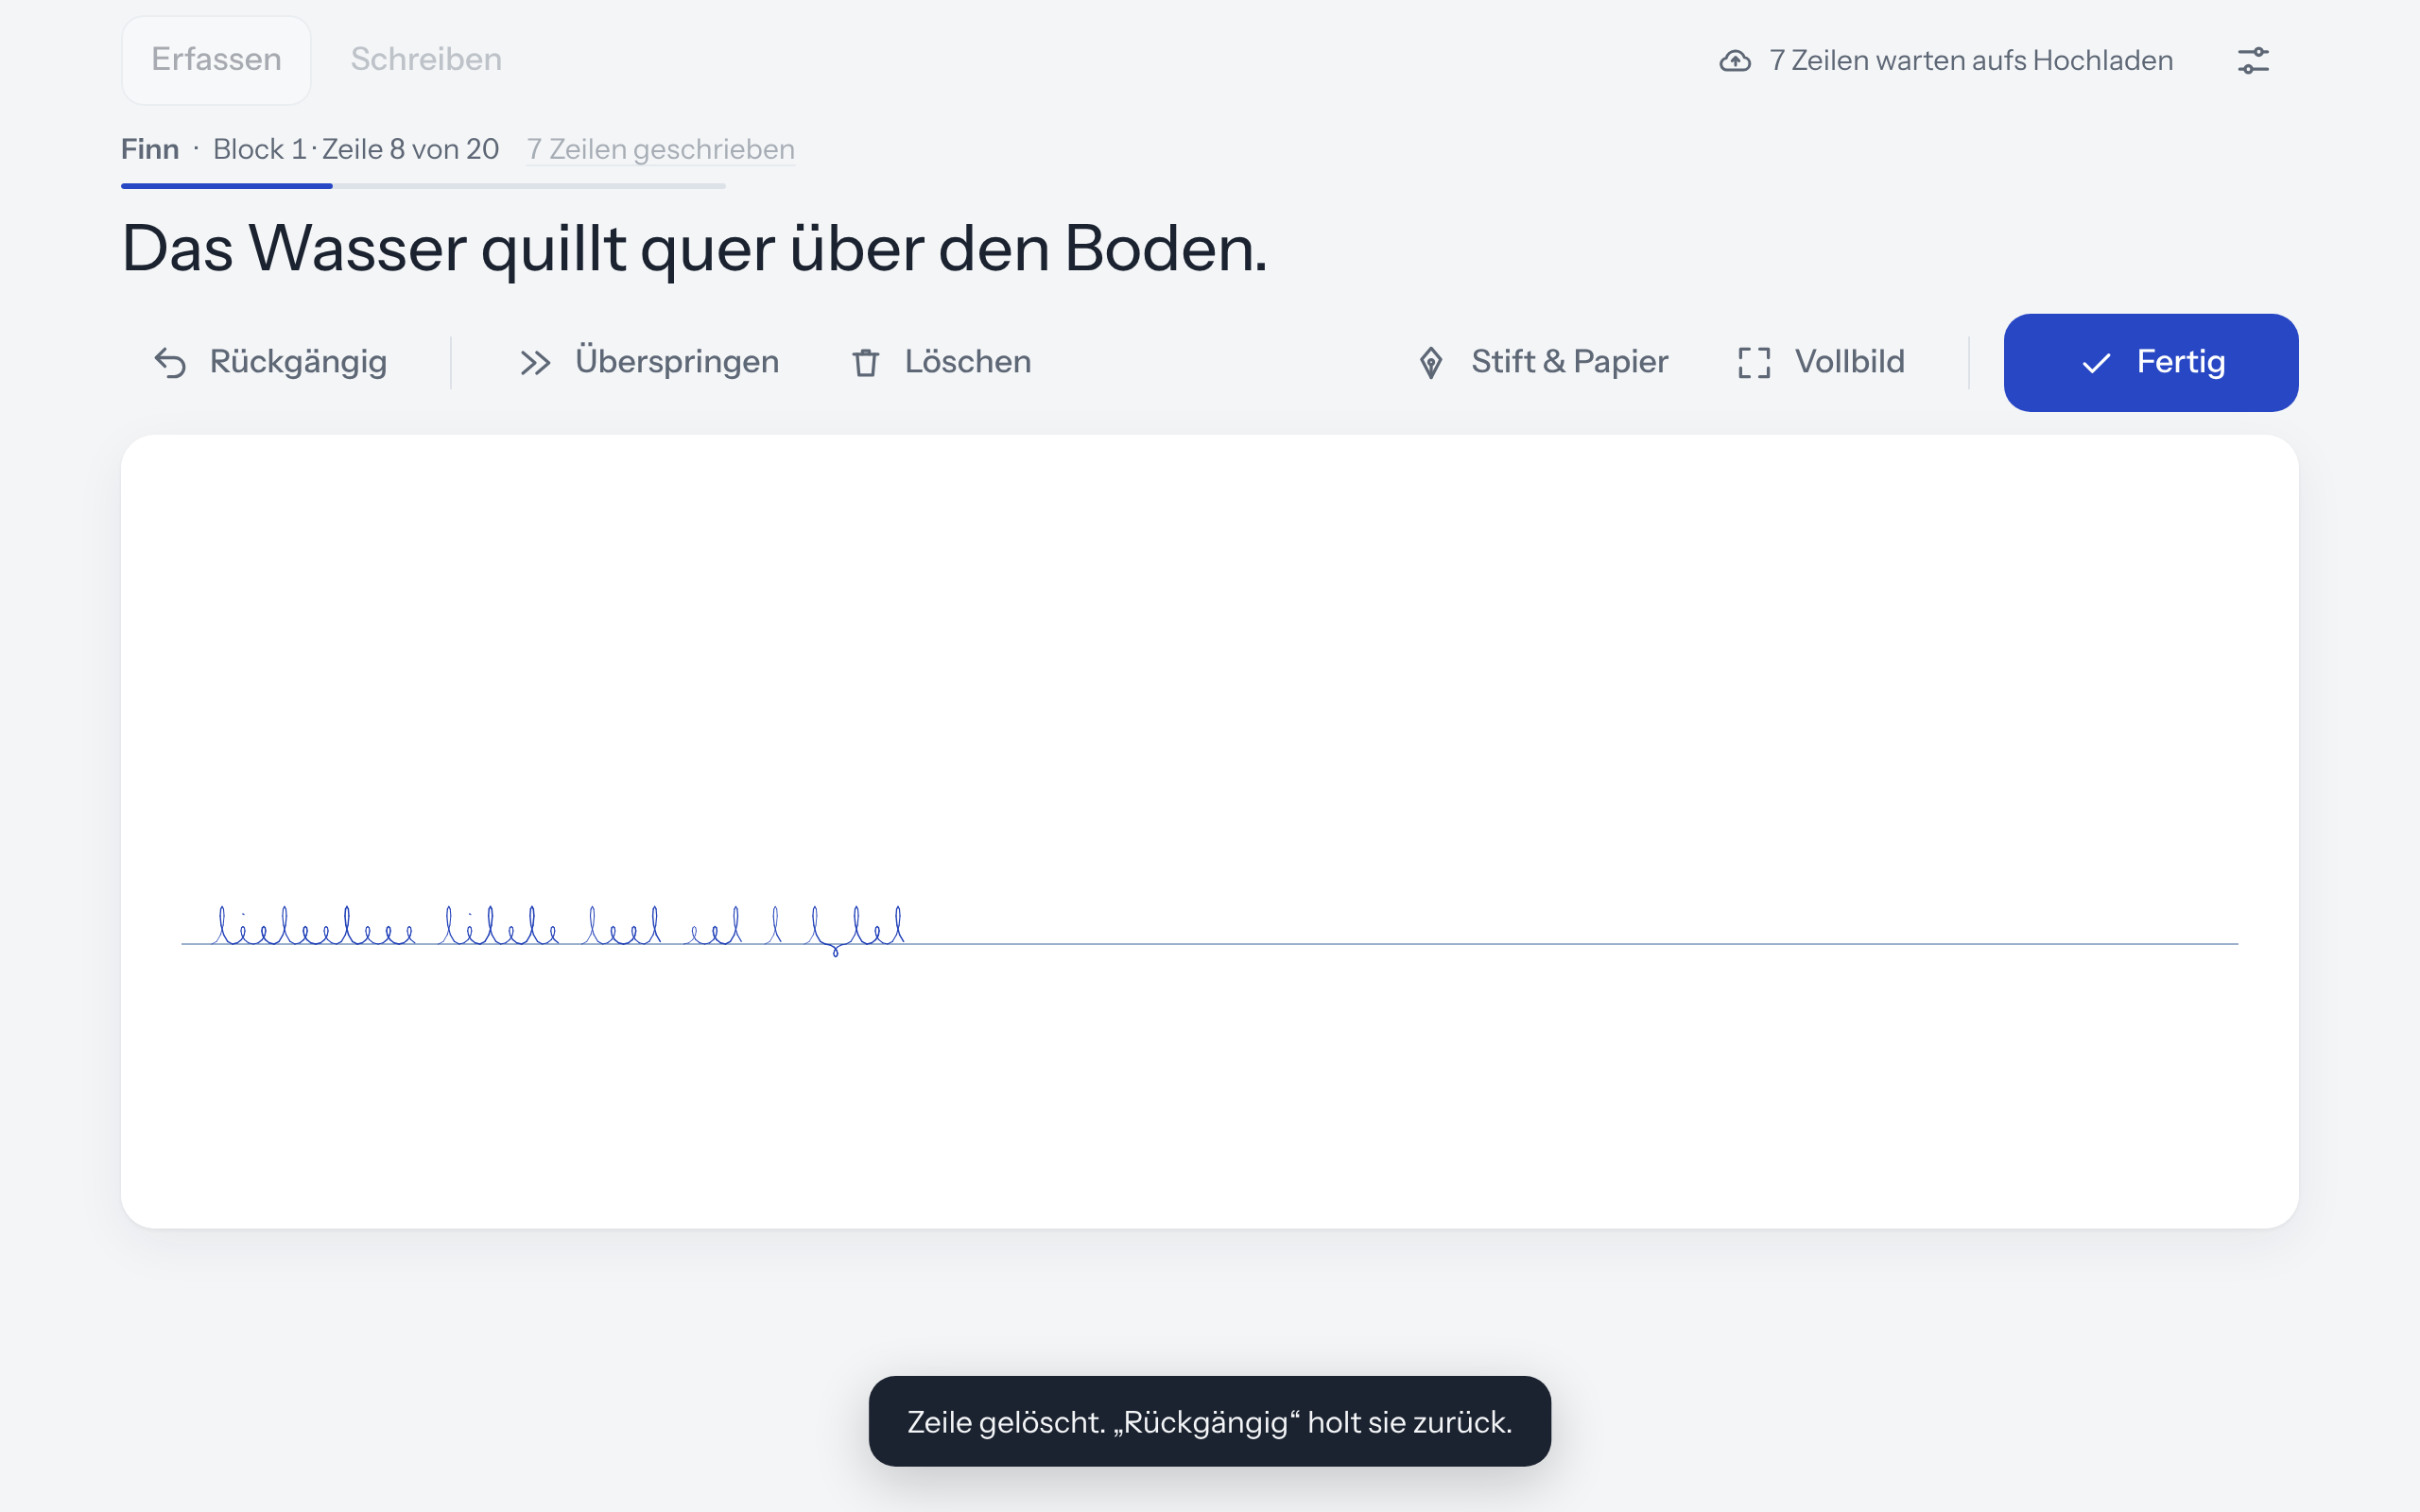 Erfassen Schreiben 7 Zeilen warten aufs Hochladen
Finn · Block 1 · Zeile 8 von 20 7 Zeilen geschrieben
Das Wasser quillt quer über den Boden.
Rückgängig Überspringen Löschen Stift & Papier Vollbild Fertig
Zeile gelöscht. „Rückgängig“ holt sie zurück.